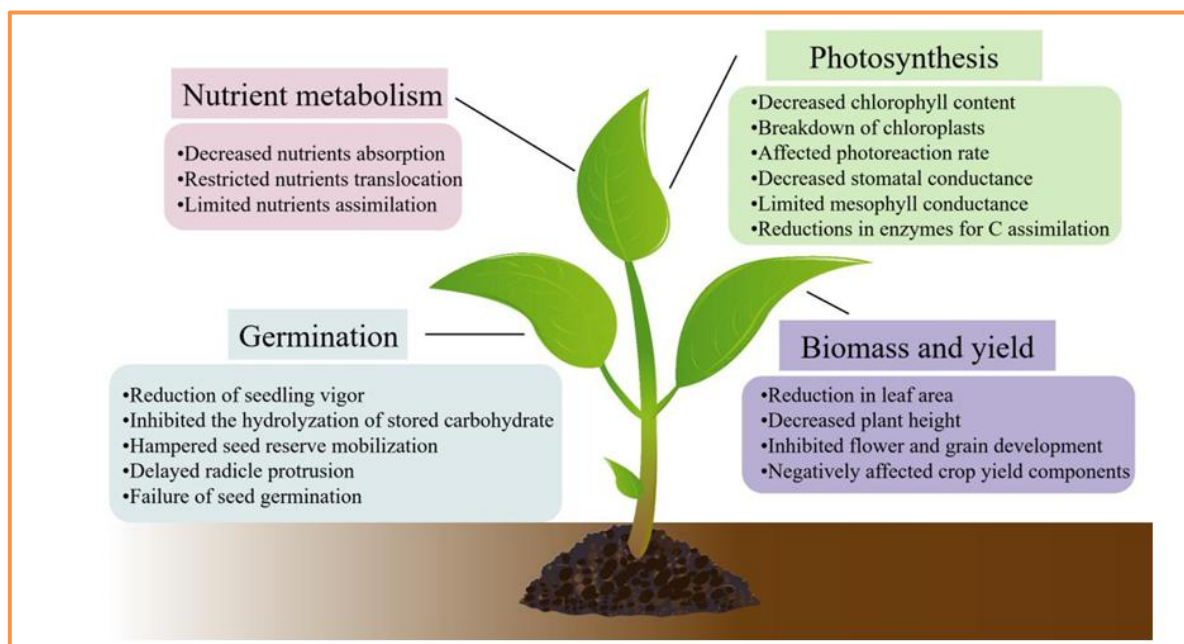 Nutrient metabolism
•Decreased nutrients absorption
•Restricted nutrients translocation
•Limited nutrients assimilation
Photosynthesis
•Decreased chlorophyll content
•Breakdown of chloroplasts
•Affected photoreaction rate
•Decreased stomatal conductance
•Limited mesophyll conductance
•Reductions in enzymes for C assimilation
Germination
•Reduction of seedling vigor
•Inhibited the hydrolyzation of stored carbohydrate
•Hampered seed reserve mobilization
•Delayed radicle protrusion
•Failure of seed germination
Biomass and yield
•Reduction in leaf area
•Decreased plant height
•Inhibited flower and grain development
•Negatively affected crop yield components